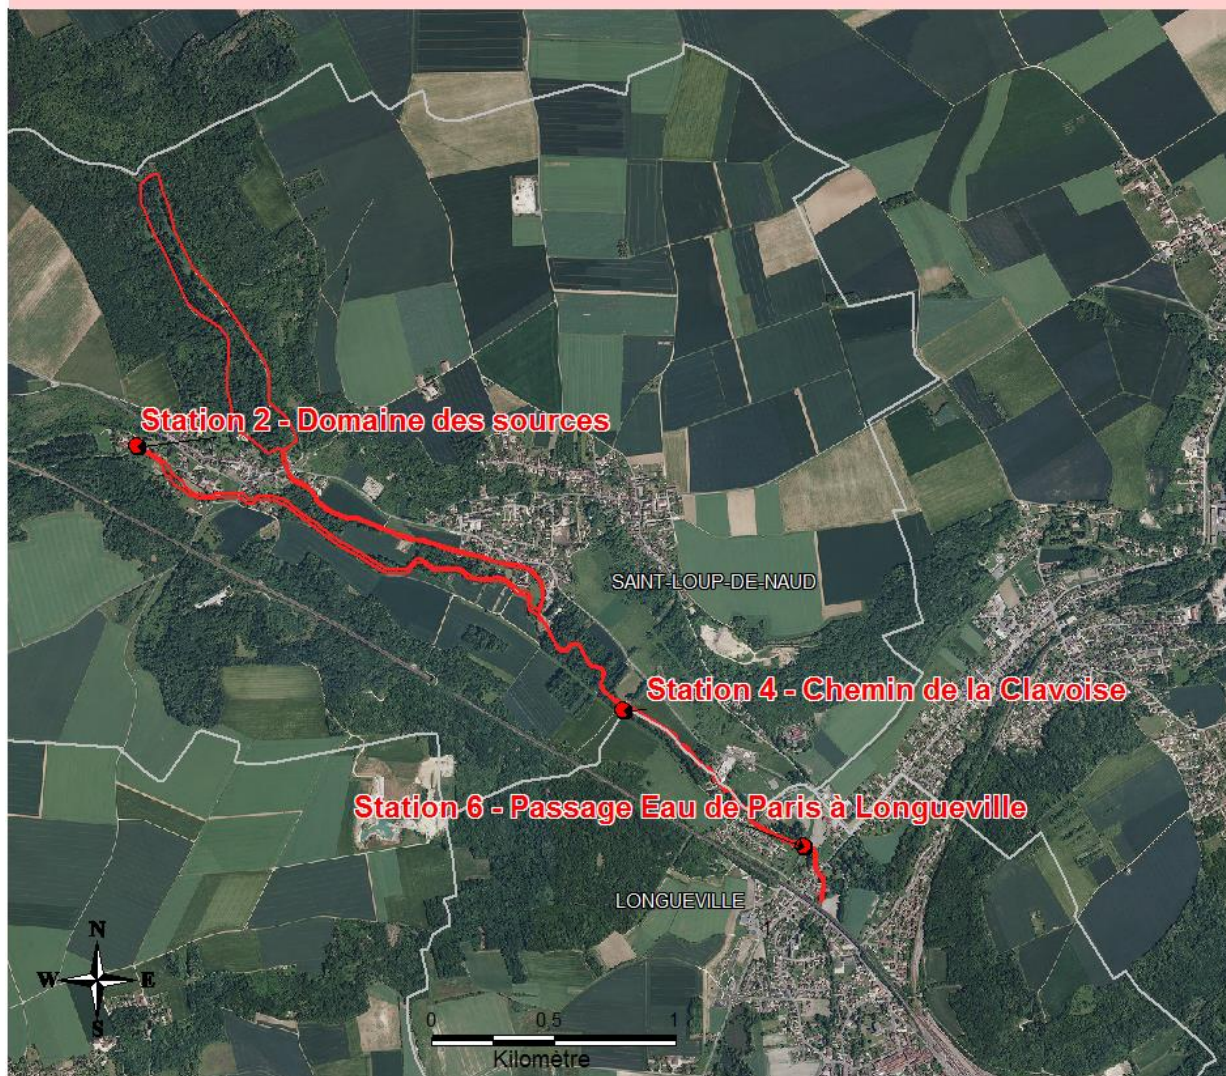 Station 2 - Domaine des sources
SAINT-LOUP-DE-NAUD
Station 4 - Chemin de la Clavoise
Station 6 - Passage Eau de Paris à Longueville
LONGUEVILLE
N
W E
S
0 0,5 1
Kilomètre